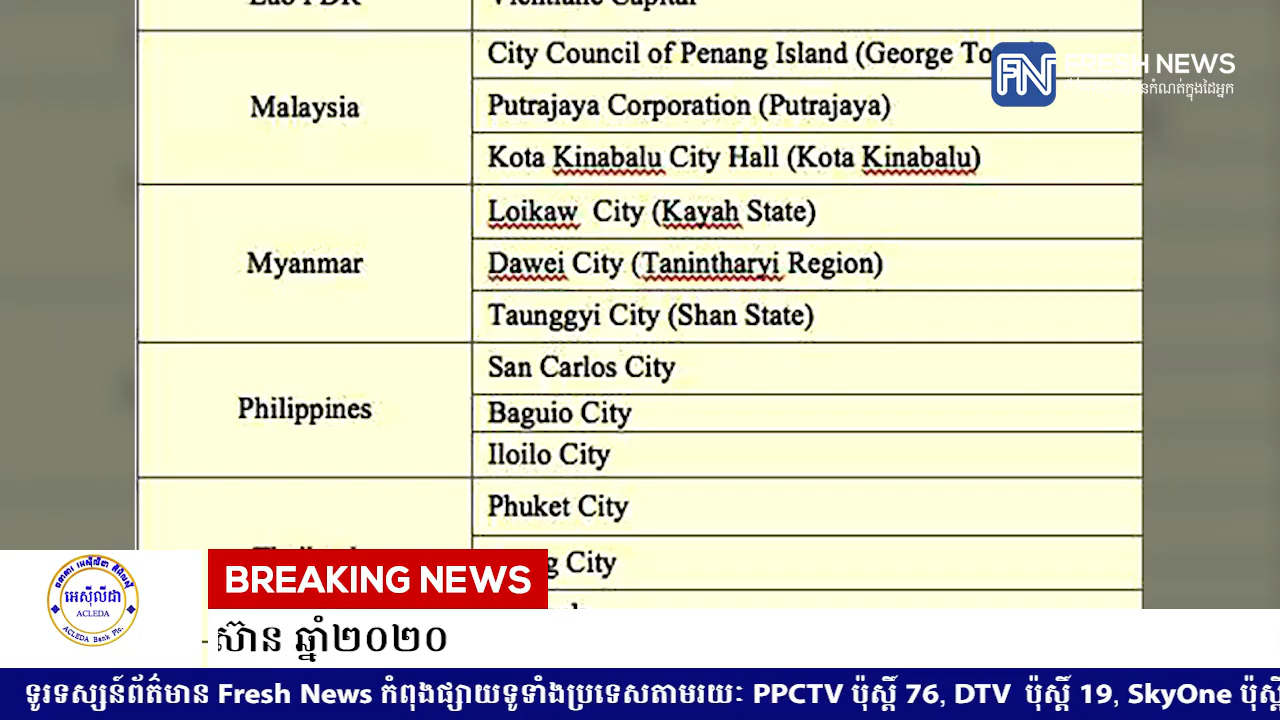 Vientiane Capital
City Council of Penang Island (George To
Malaysia
Putrajaya Corporation (Putrajaya)
Kota Kinabalu City Hall (Kota Kinabalu)
Loikaw City (Kayah State)
Myanmar
Dawei City (Tanintharyi Region)
Taunggyi City (Shan State)
San Carlos City
Philippines
Baguio City
Iloilo City
Phuket City
g City
FN
FRESH NEWS
អេស៊ីលីដា
ACLEDA
ACLEDA Bank Plc.
BREAKING NEWS
ស៊ាន ឆ្នាំ២០២០
ទូរទស្សន៍ព័ត៌មាន Fresh News កំពុងផ្សាយទូទាំងប្រទេសតាមរយៈ PPCTV ប៉ុស្តិ៍ 76, DTV ប៉ុស្តិ៍ 19, SkyOne ប៉ុស្តិ